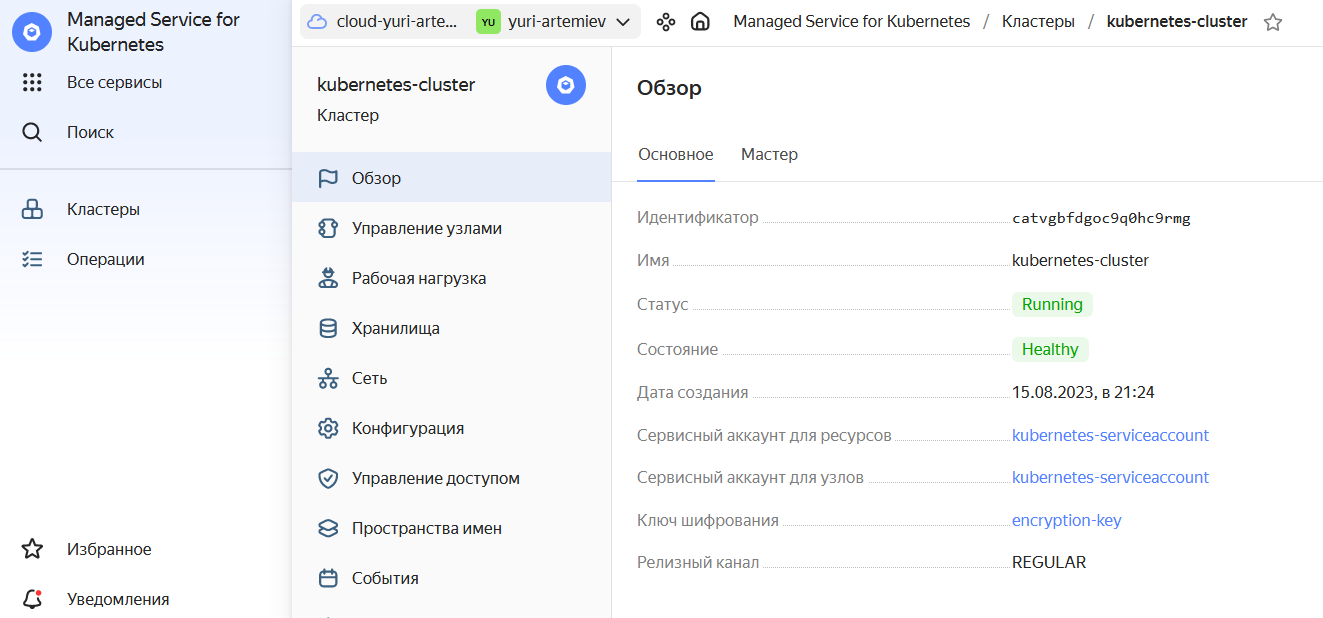 Managed Service for
Kubernetes
Все сервисы
Поиск
Кластеры
Операции
Избранное
Уведомления
cloud-yuri-arte... YU yuri-artemiev Managed Service for Kubernetes / Кластеры / kubernetes-cluster
kubernetes-cluster
Кластер
Обзор
Управление узлами
Рабочая нагрузка
Хранилища
Сеть
Конфигурация
Управление доступом
Пространства имен
События
Обзор
Основное Мастер
Идентификатор catvgbfdgoc9q0hc9rmg
Имя kubernetes-cluster
Статус Running
Состояние Healthy
Дата создания 15.08.2023, в 21:24
Сервисный аккаунт для ресурсов kubernetes-serviceaccount
Сервисный аккаунт для узлов kubernetes-serviceaccount
Ключ шифрования encryption-key
Релизный канал REGULAR